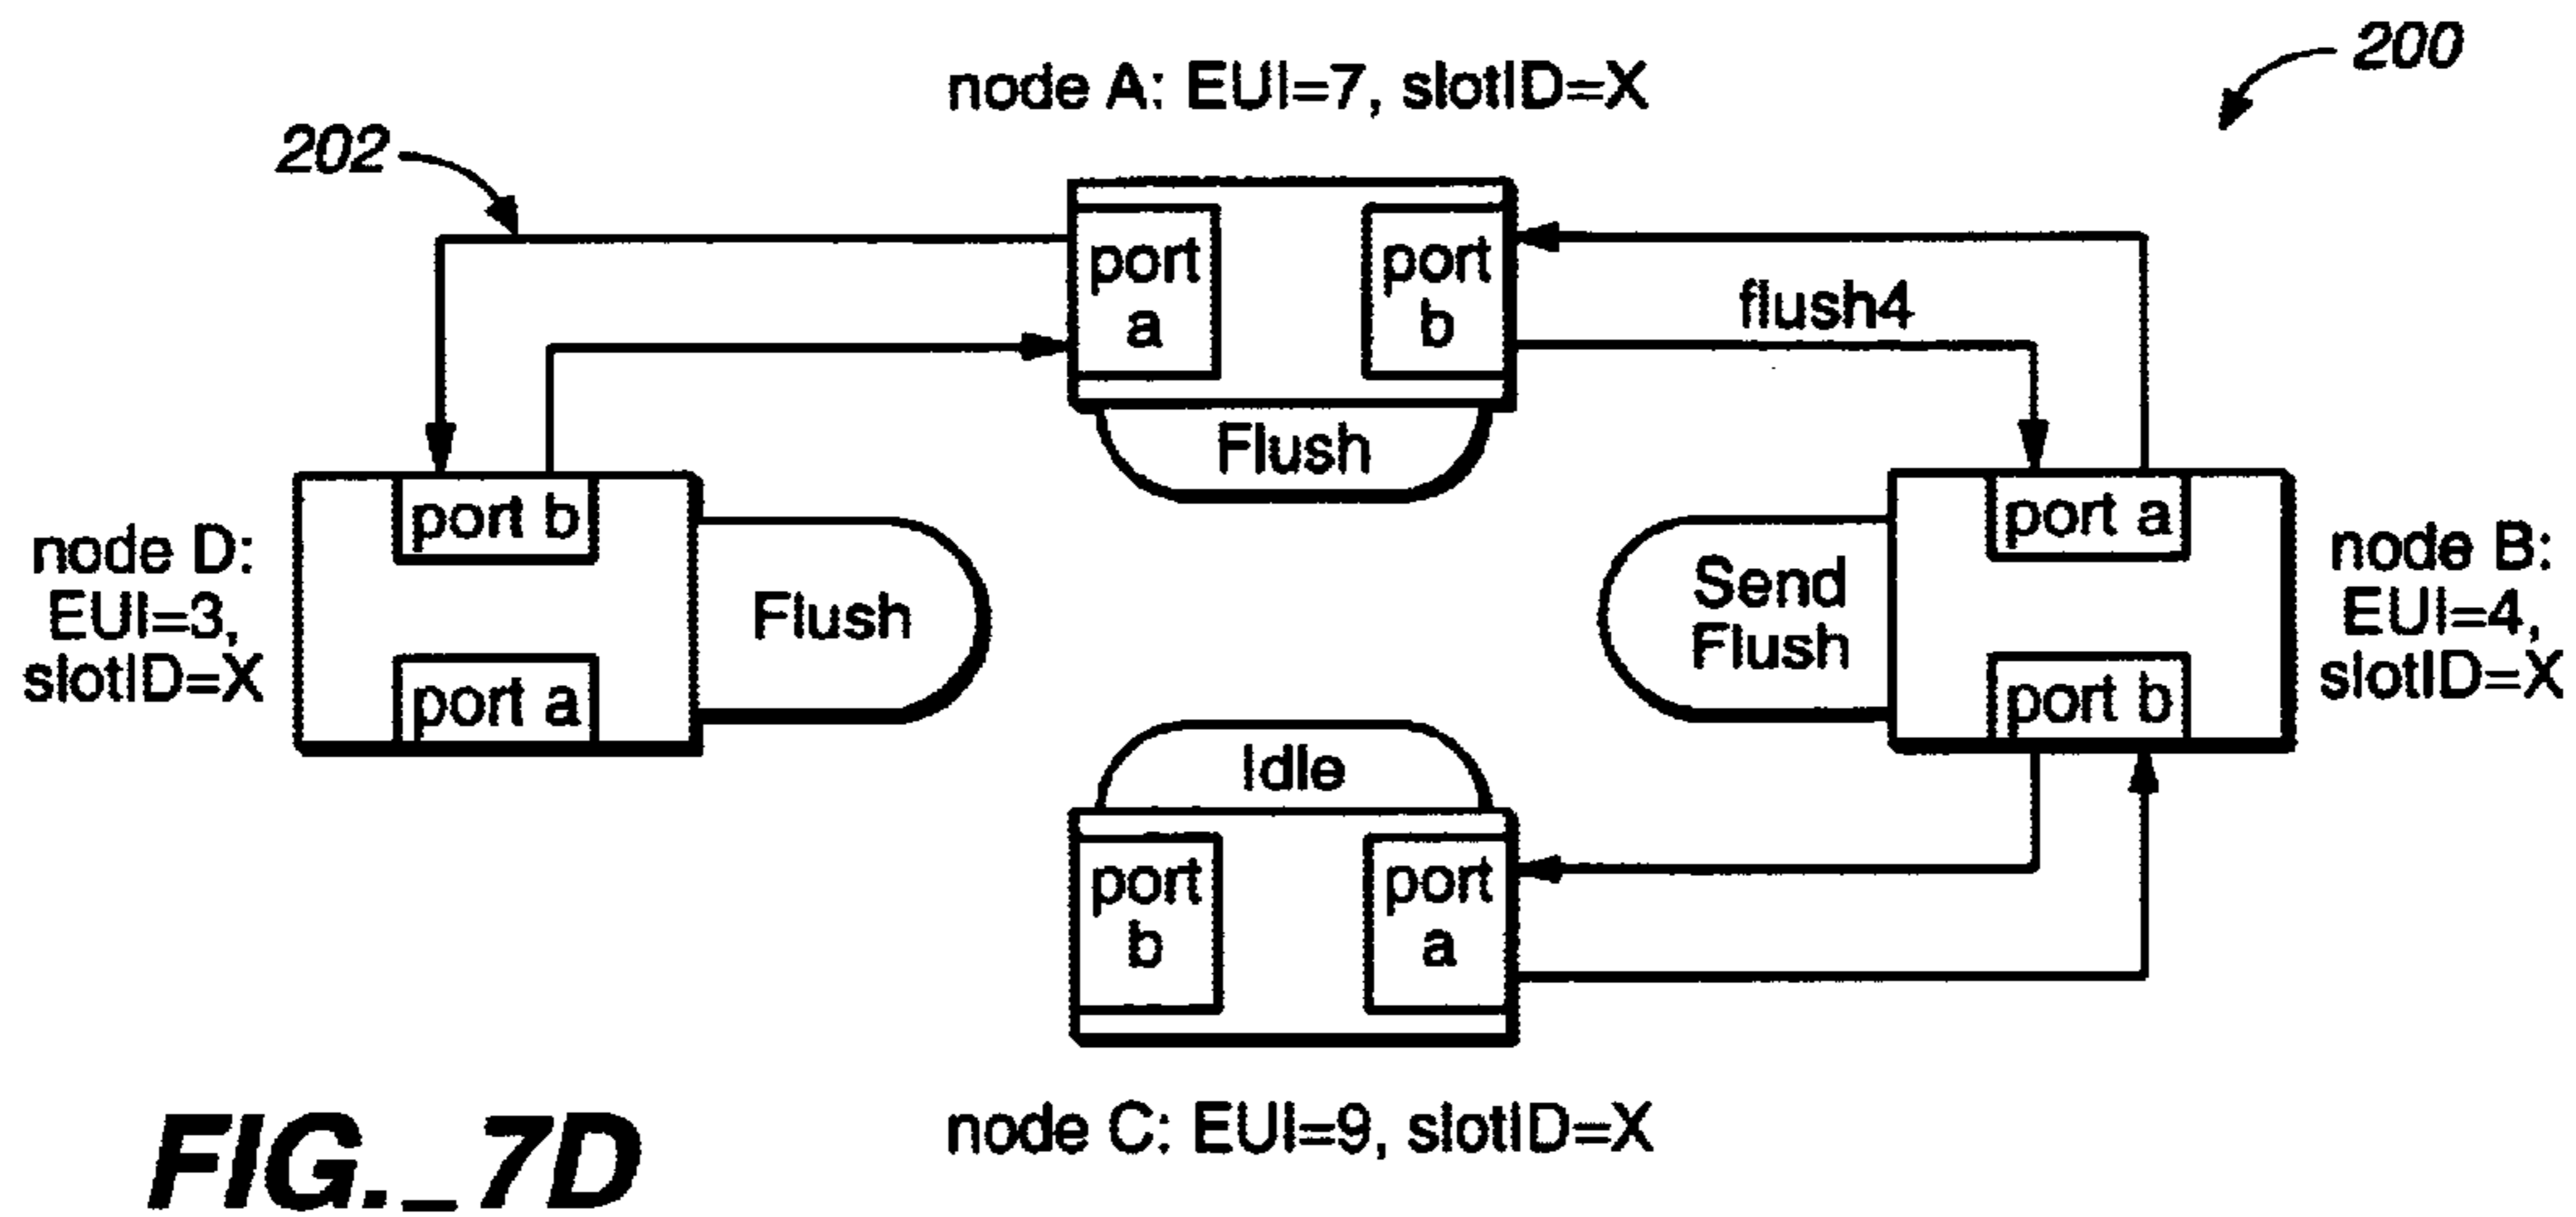 200
node A: EUI=7, slotID=X
202
port
a
port
b
flush4
Flush
node D:
EUI=3,
slotID=X
port b
port a
Flush
Send
Flush
port a
port b
node B:
EUI=4,
slotID=X
Idle
port
b
port
a
node C: EUI=9, slotID=X
FIG._7D